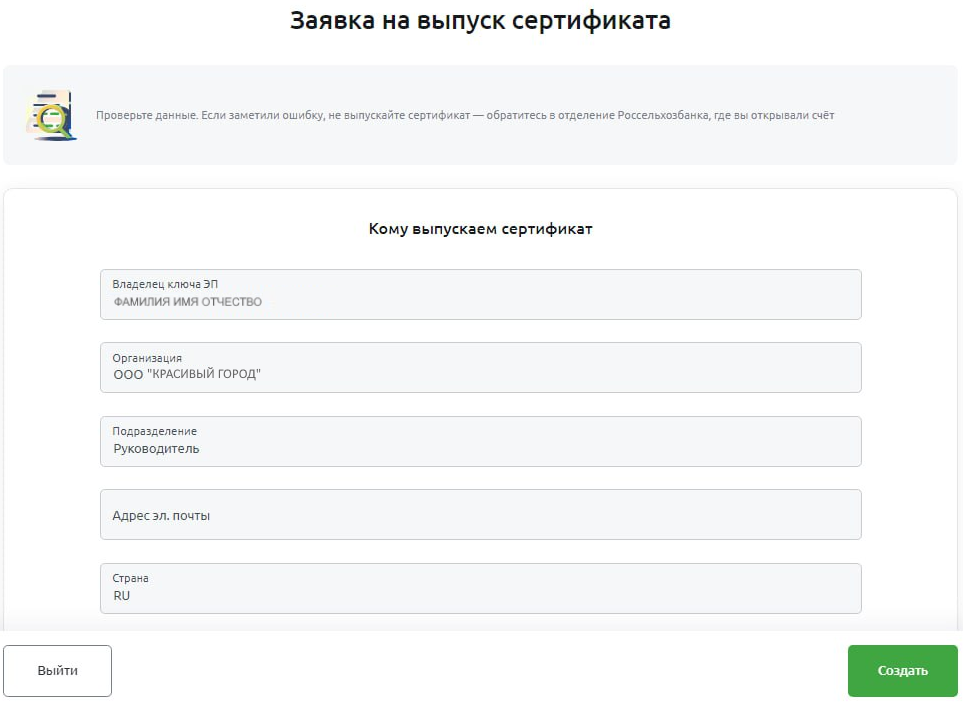 Заявка на выпуск сертификата
Проверьте данные. Если заметили ошибку, не выпускайте сертификат — обратитесь в отделение Россельхозбанка, где вы открывали счёт
Кому выпускаем сертификат
Владелец ключа ЭП
ФАМИЛИЯ ИМЯ ОТЧЕСТВО
Организация
ООО "КРАСИВЫЙ ГОРОД"
Подразделение
Руководитель
Адрес эл. почты
Страна
RU
Выйти
Создать